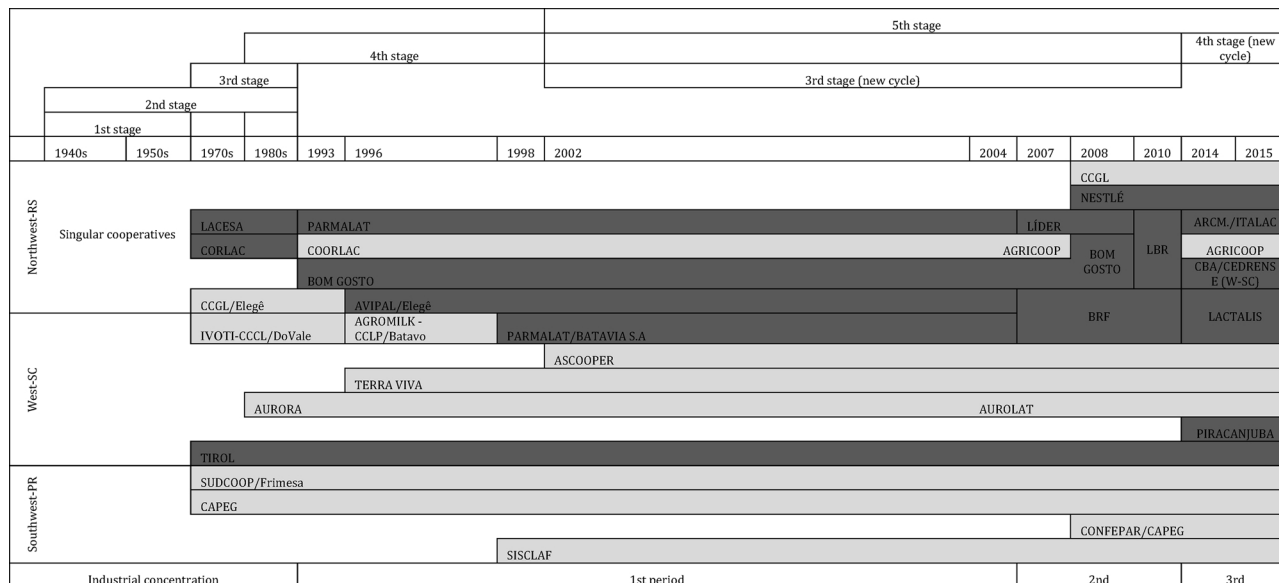 5th stage
4th stage
4th stage (new
cycle)
3rd stage
3rd stage (new cycle)
2nd stage
1st stage
1940s 1950s 1970s 1980s 1993 1996 1998 2002 2004 2007 2008 2010 2014 2015
Northwest-RS
CCGL
NESTLÉ
Singular cooperatives
LACESA PARMALAT LÍDER LBR ARCM./ITALAC
CORLAC COORLAC AGRICOOP BOM
GOSTO AGRICOOP
BOM GOSTO CBA/CEDRENS
E (W-SC)
CCGL/Elegê AVIPAL/Elegê BRF LACTALIS
West-SC
IVOTI-CCCL/DoVale AGROMILK -
CCLP/Batavo PARMALAT/BATAVIA S.A
ASCOOPER
TERRA VIVA
AURORA AUROLAT
PIRACANJUBA
TIROL
Southwest-PR
SUDCOOP/Frimesa
CAPEG
CONFEPAR/CAPEG
SISCLAF
Industrial concentration 1st period 2nd 3rd